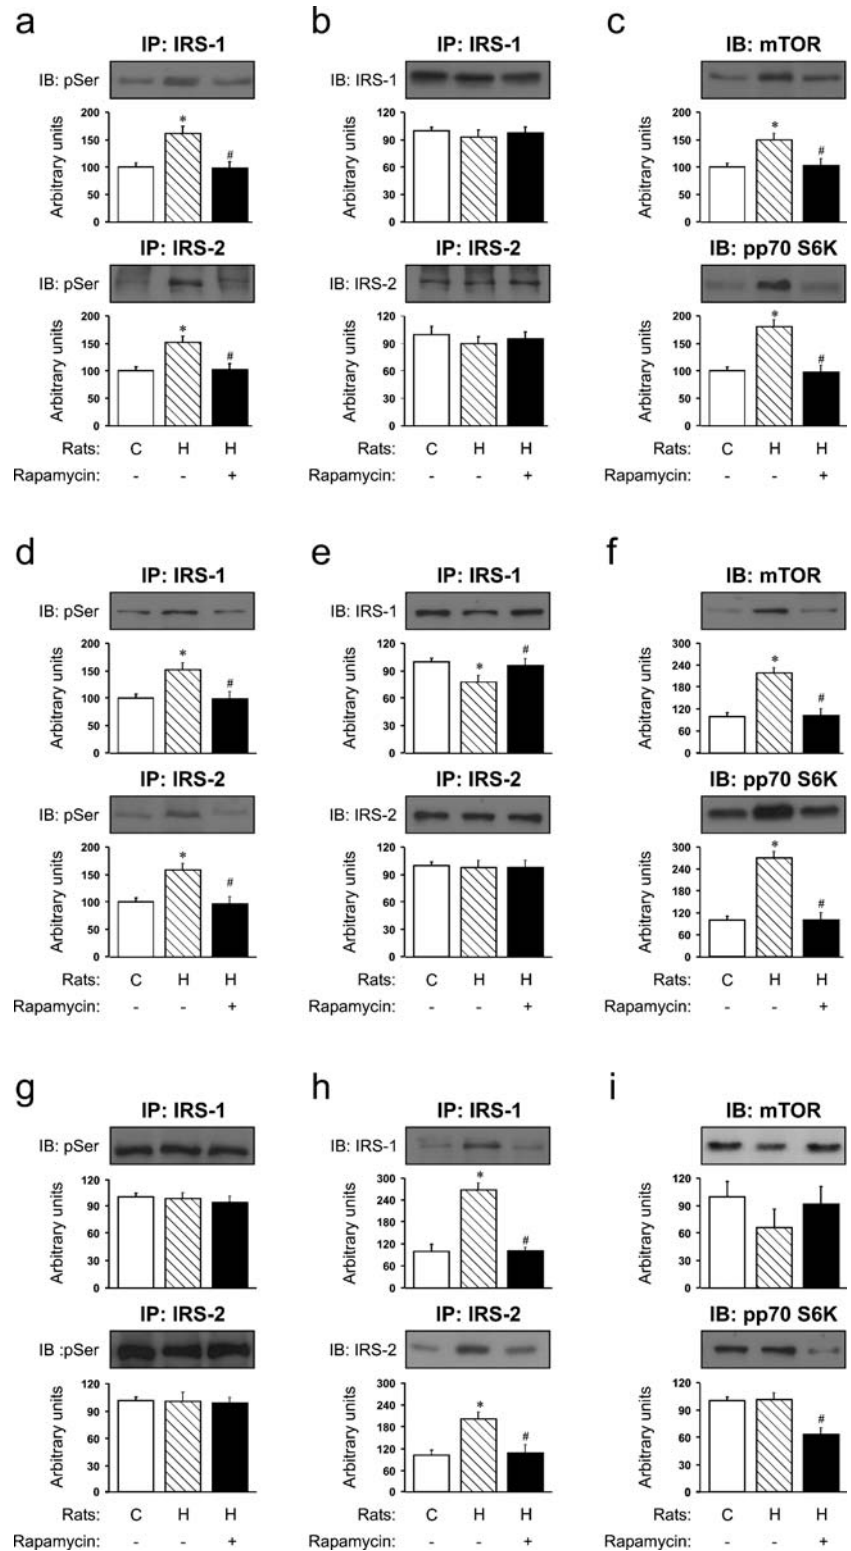 a
IP: IRS-1
IB: pSer
Arbitrary units
200
150
100
50
0
*
#
IP: IRS-2
IB: pSer
Arbitrary units
200
150
100
50
0
*
#
Rats: C H H
Rapamycin: - - +
b
IP: IRS-1
IB: IRS-1
Arbitrary units
120
90
60
30
0
IP: IRS-2
IB: IRS-2
Arbitrary units
120
90
60
30
0
Rats: C H H
Rapamycin: - - +
c
IB: mTOR
Arbitrary units
200
150
100
50
0
*
#
IB: pp70 S6K
Arbitrary units
200
150
100
50
0
*
#
Rats: C H H
Rapamycin: - - +
d
IP: IRS-1
IB: pSer
Arbitrary units
200
150
100
50
0
*
#
IP: IRS-2
IB: pSer
Arbitrary units
200
150
100
50
0
*
#
Rats: C H H
Rapamycin: - - +
e
IP: IRS-1
IB: IRS-1
Arbitrary units
120
90
60
30
0
*
#
IP: IRS-2
IB: IRS-2
Arbitrary units
120
90
60
30
0
Rats: C H H
Rapamycin: - - +
f
IB: mTOR
Arbitrary units
300
240
180
120
60
0
*
#
IB: pp70 S6K
Arbitrary units
300
240
180
120
60
0
*
#
Rats: C H H
Rapamycin: - - +
g
IP: IRS-1
IB: pSer
Arbitrary units
120
90
60
30
0
IP: IRS-2
IB :pSer
Arbitrary units
120
90
60
30
0
Rats: C H H
Rapamycin: - - +
h
IP: IRS-1
IB: IRS-1
Arbitrary units
300
240
180
120
60
0
*
#
IP: IRS-2
IB: IRS-2
Arbitrary units
300
240
180
120
60
0
*
#
Rats: C H H
Rapamycin: - - +
i
IB: mTOR
Arbitrary units
120
90
60
30
0
IB: pp70 S6K
Arbitrary units
120
90
60
30
0
#
Rats: C H H
Rapamycin: - - +